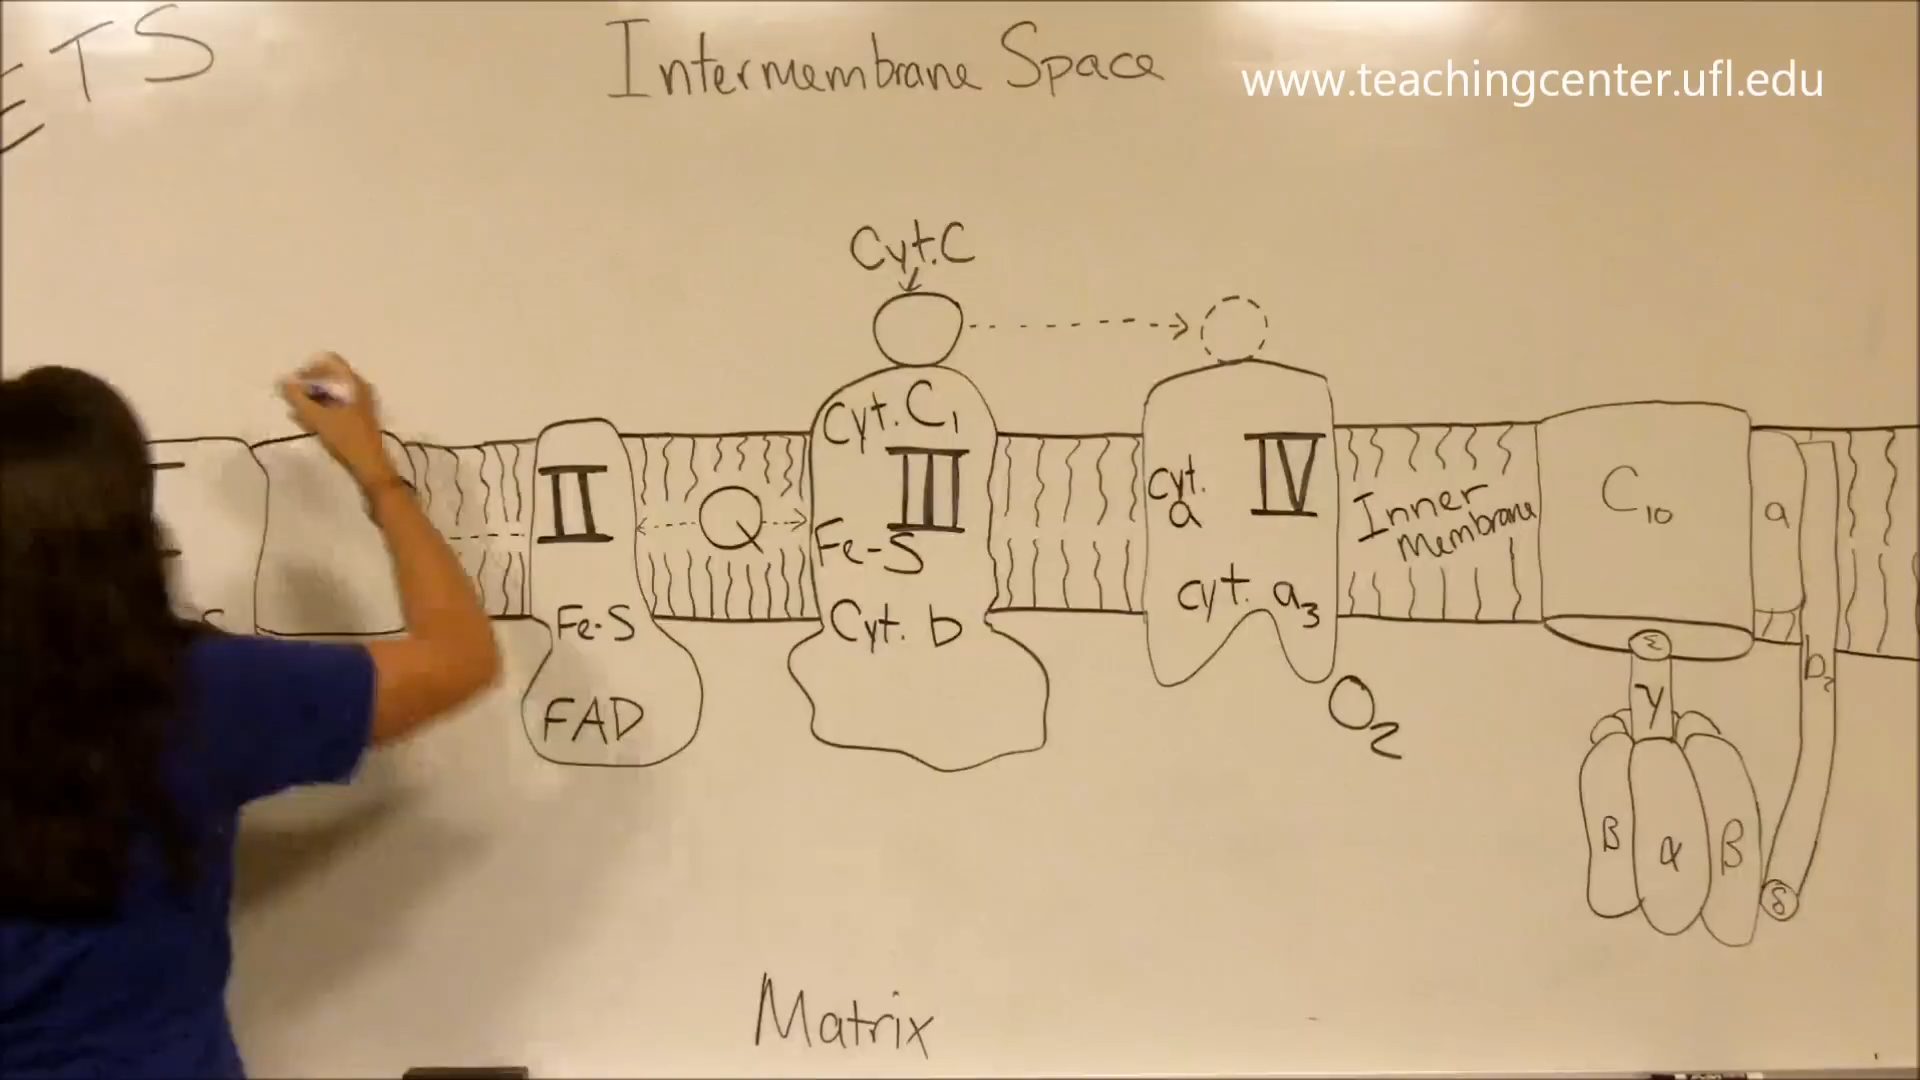 ETS
Intermembrane Space
www.teachingcenter.ufl.edu
Cyt. C
Cyt. C1
II
Q
III
Fe-S
Cyt. b
Fe-S
FAD
IV
cyt.
a
cyt. a3
O2
Inner
Membrane
C10
a
b2
ε
γ
β
α
β
δ
Matrix